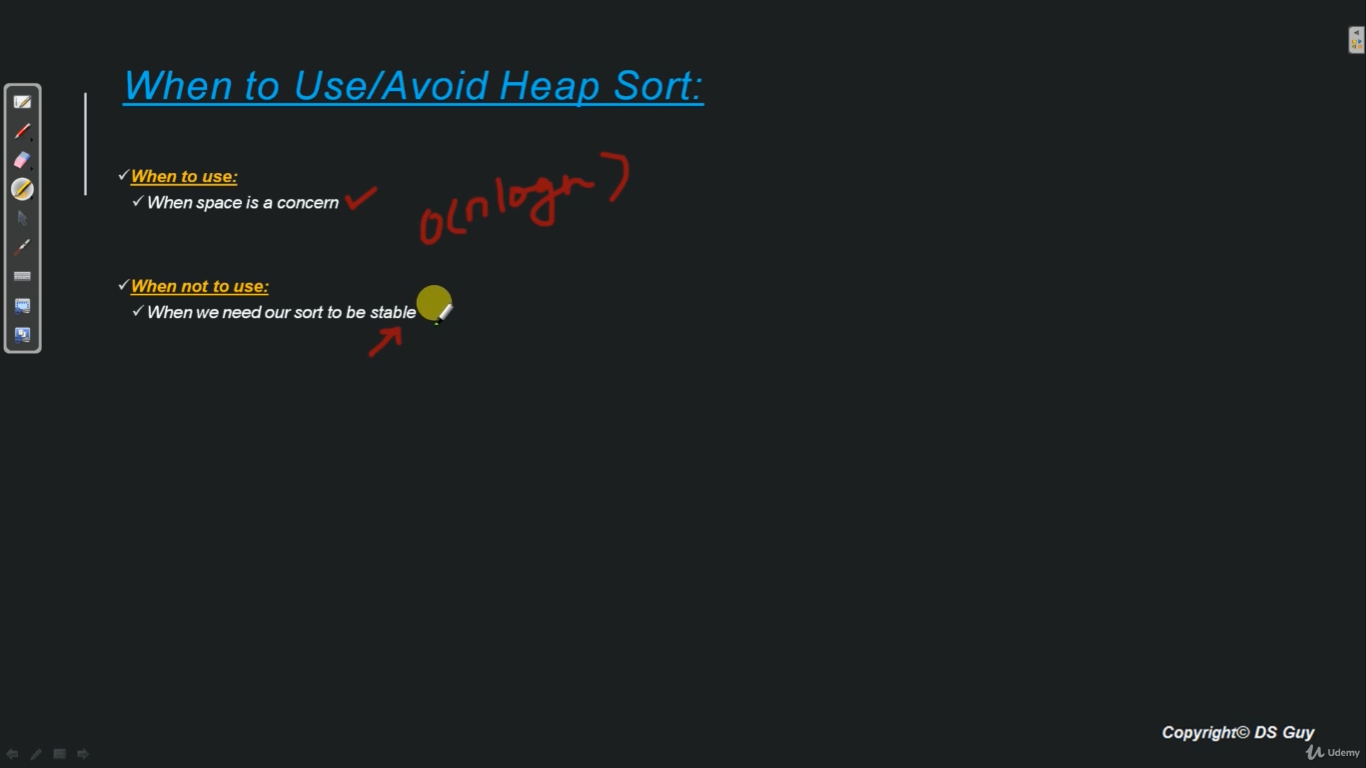 When to Use/Avoid Heap Sort:
✓When to use:
✓When space is a concern
O(nlogn)
✓When not to use:
✓When we need our sort to be stable
Copyright© DS Guy
Udemy